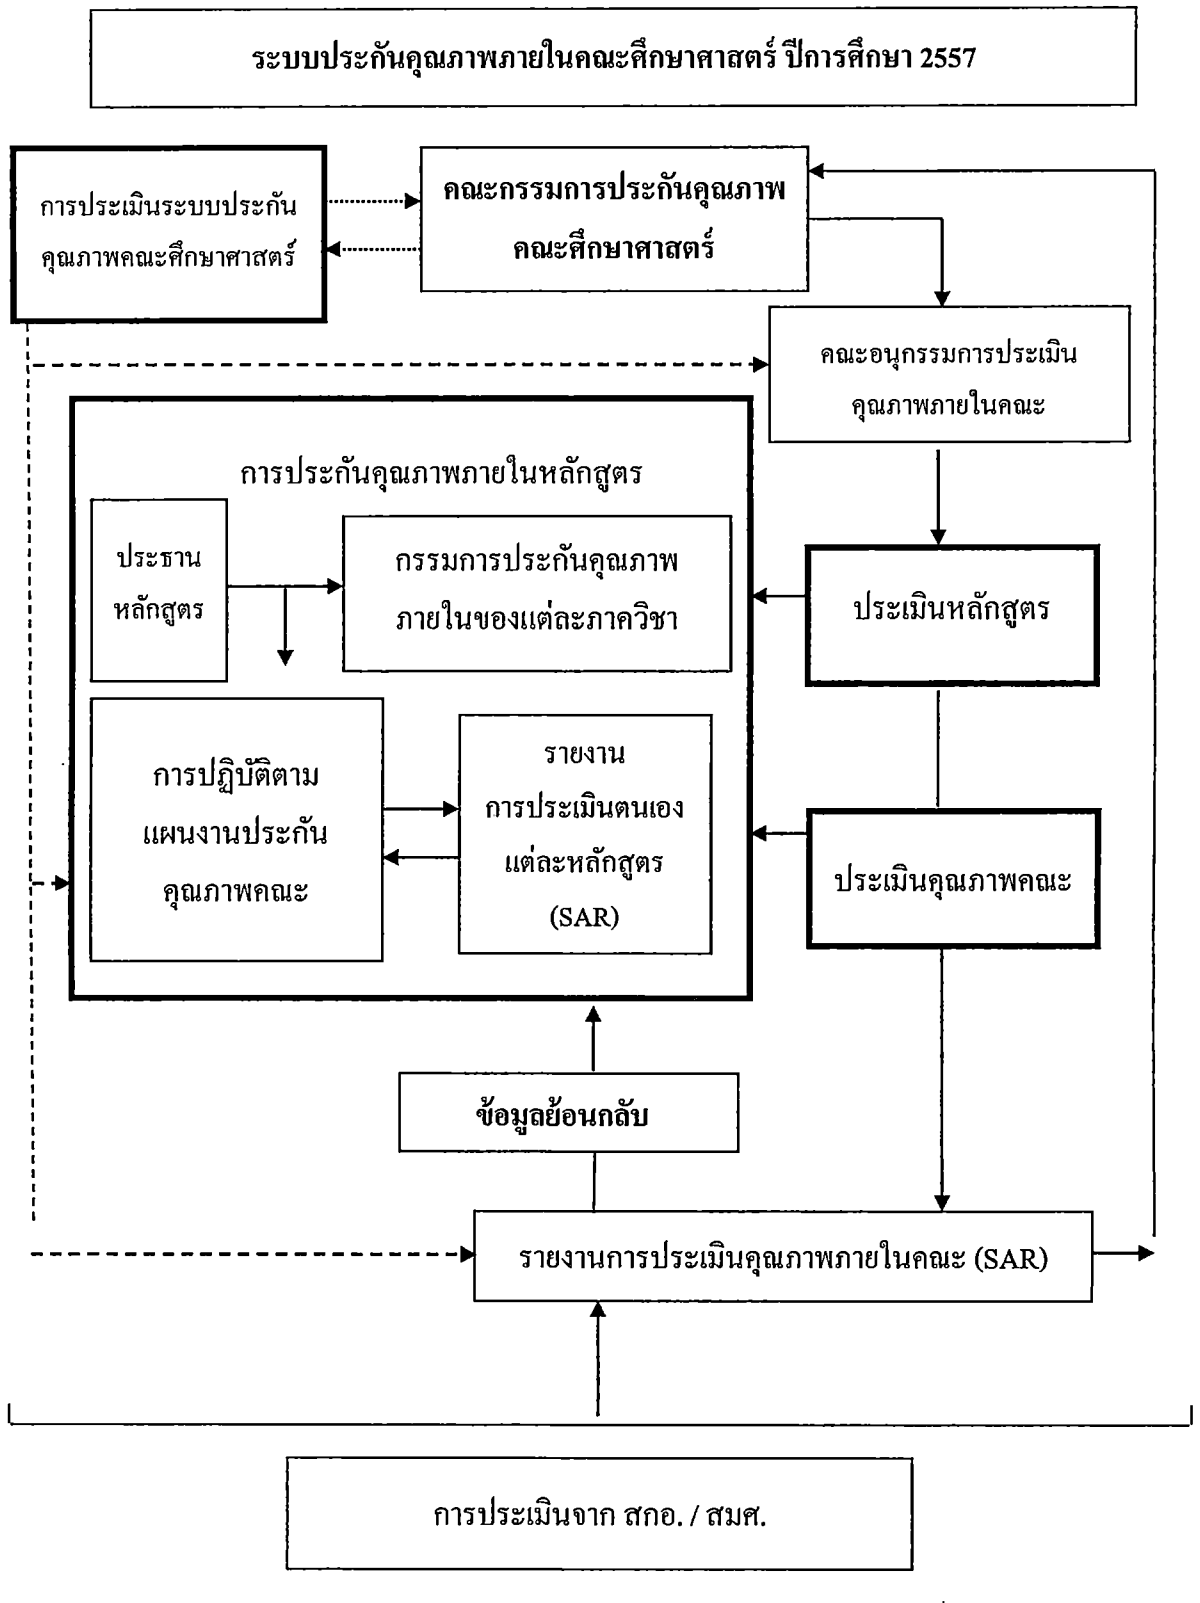 ระบบประกันคุณภาพภายในคณะศึกษาศาสตร์ ปีการศึกษา 2557
การประเมินระบบประกัน
คุณภาพคณะศึกษาศาสตร์
คณะกรรมการประกันคุณภาพ
คณะศึกษาศาสตร์
คณะอนุกรรมการประเมิน
คุณภาพภายในคณะ
การประกันคุณภาพภายในหลักสูตร
ประธาน
หลักสูตร
กรรมการประกันคุณภาพ
ภายในของแต่ละภาควิชา
ประเมินหลักสูตร
การปฏิบัติตาม
แผนงานประกัน
คุณภาพคณะ
รายงาน
การประเมินตนเอง
แต่ละหลักสูตร
(SAR)
ประเมินคุณภาพคณะ
ข้อมูลย้อนกลับ
รายงานการประเมินคุณภาพภายในคณะ (SAR)
การประเมินจาก สกอ. / สมศ.